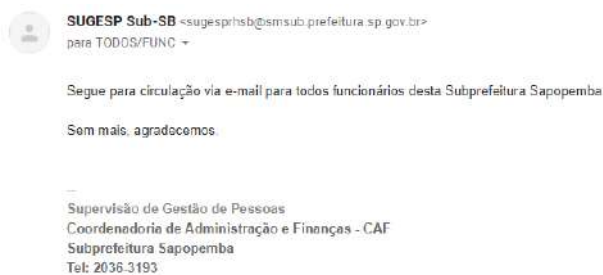 SUGESP Sub-SB <sugesprhsb@smsub.prefeitura.sp.gov.br>
para TODOS/FUNC
Segue para circulação via e-mail para todos funcionários desta Subprefeitura Sapopemba
Sem mais, agradecemos.
--
Supervisão de Gestão de Pessoas
Coordenadoria de Administração e Finanças - CAF
Subprefeitura Sapopemba
Tel: 2036-3193